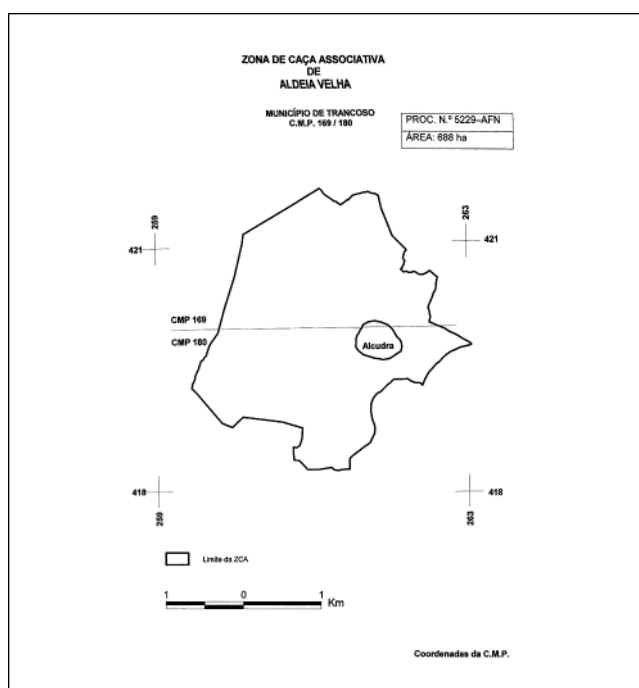 ZONA DE CAÇA ASSOCIATIVA
DE
ALDEIA VELHA
MUNICÍPIO DE TRANCOSO
C.M.P. 169 / 180
PROC. N.º 5229–AFN
ÁREA: 688 ha
259
263
421
421
CMP 169
CMP 180
Alcudra
418
418
259
263
Limite da ZCA
1 0 1
Km
Coordenadas da C.M.P.